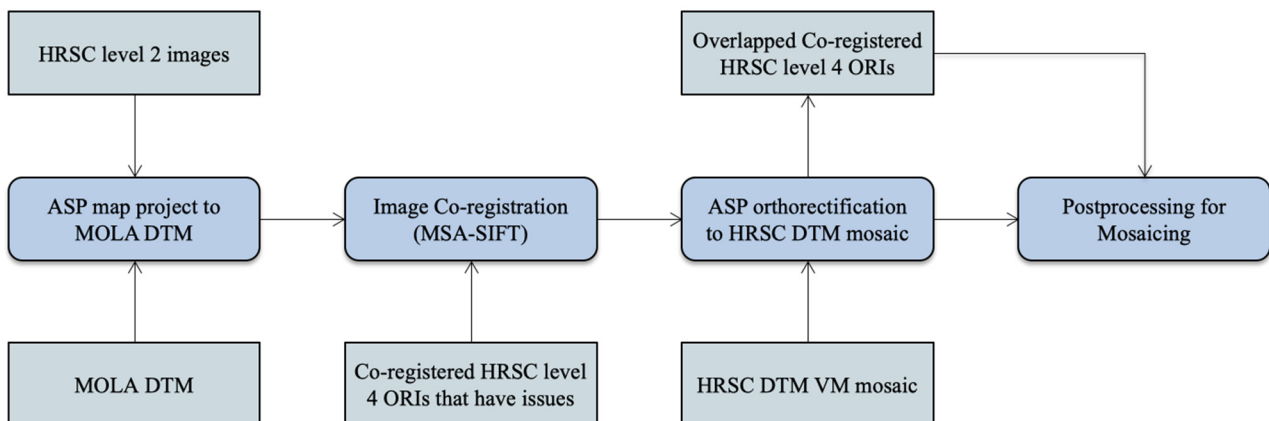 HRSC level 2 images
Overlapped Co-registered
HRSC level 4 ORIs
ASP map project to
MOLA DTM
Image Co-registration
(MSA-SIFT)
ASP orthorectification
to HRSC DTM mosaic
Postprocessing for
Mosaicing
MOLA DTM
Co-registered HRSC level
4 ORIs that have issues
HRSC DTM VM mosaic